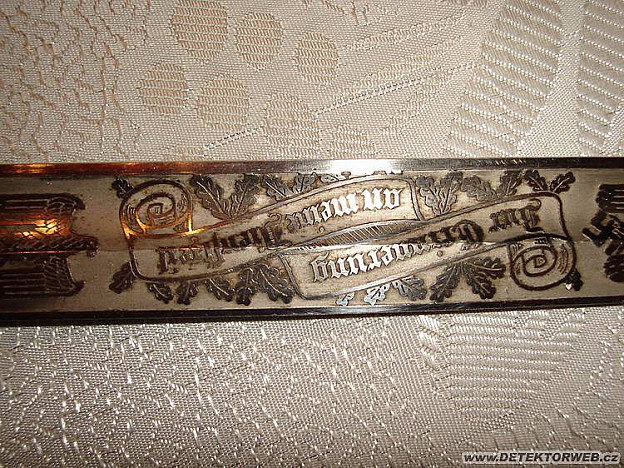 Zur Erinnerung
an meine Dienstzeit
www.DETEKTORWEB.cz